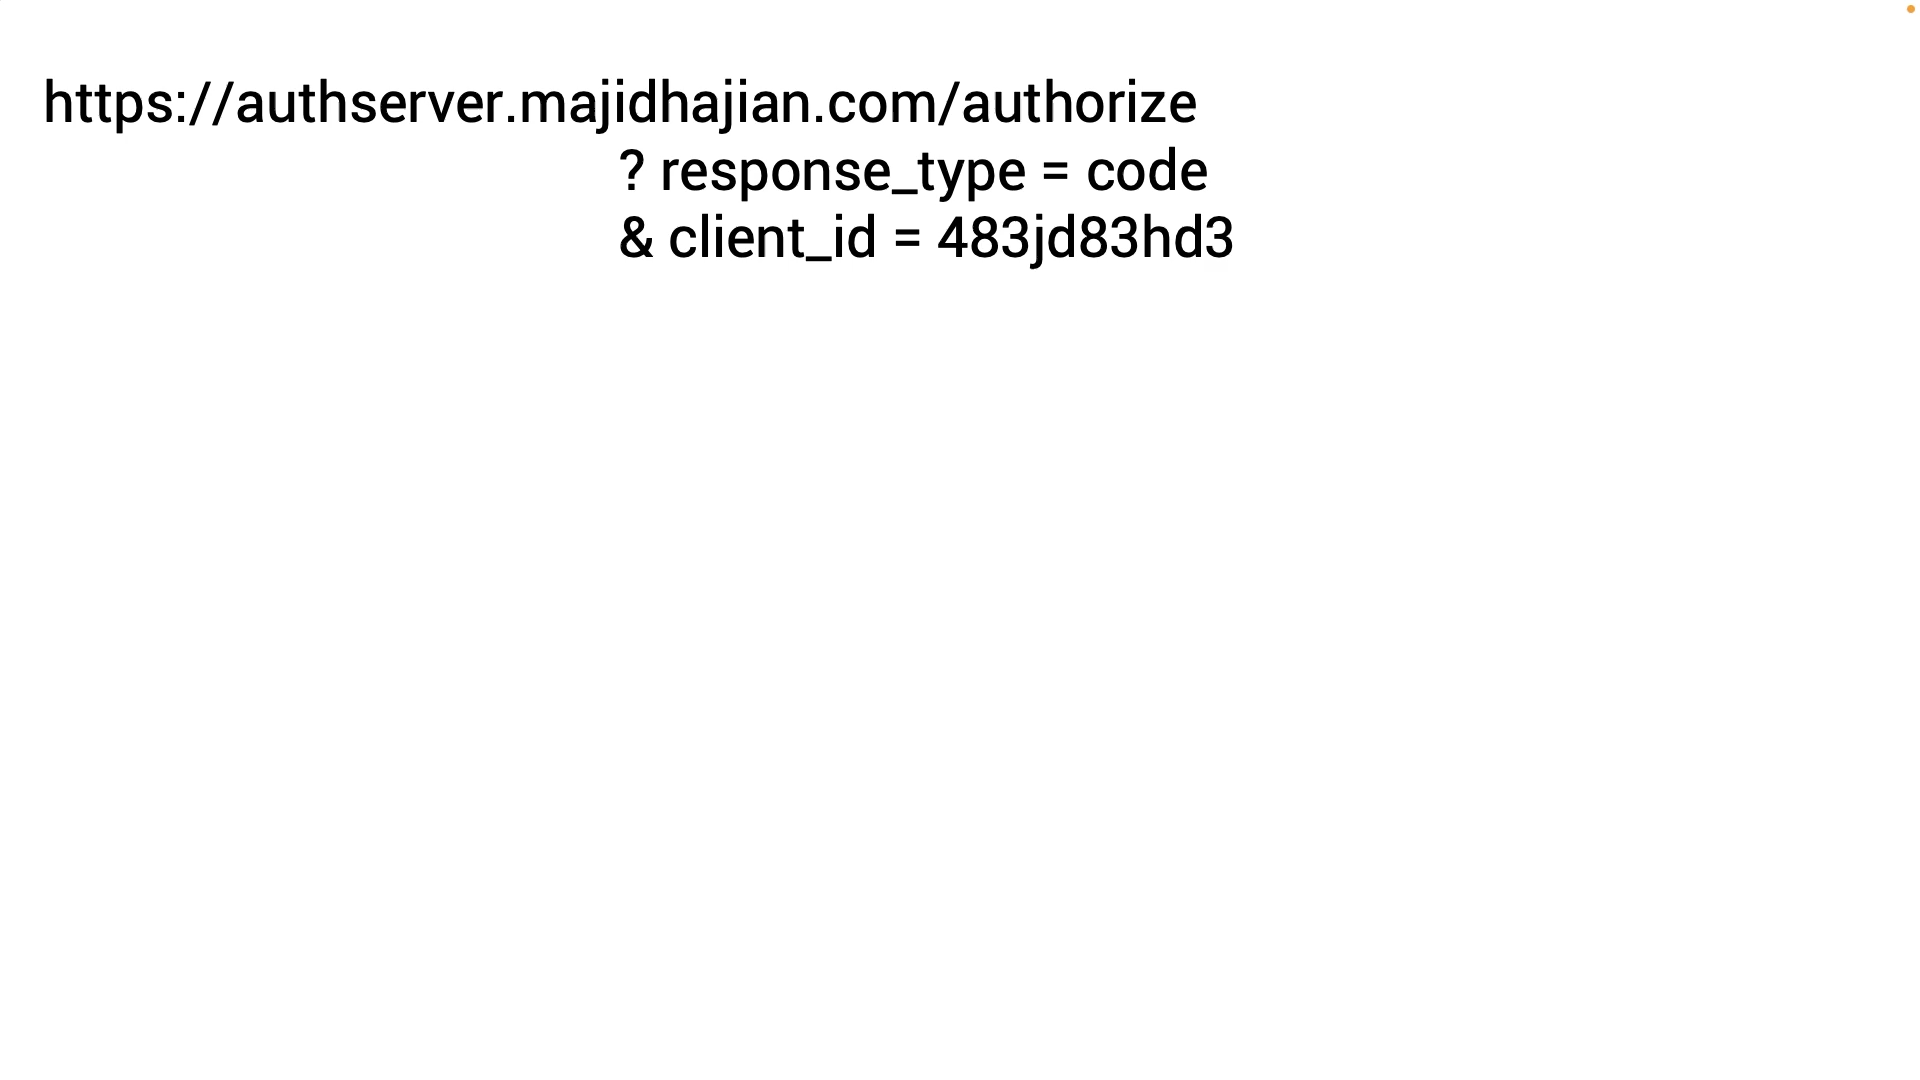 https://authserver.majidhajian.com/authorize
? response_type = code
& client_id = 483jd83hd3